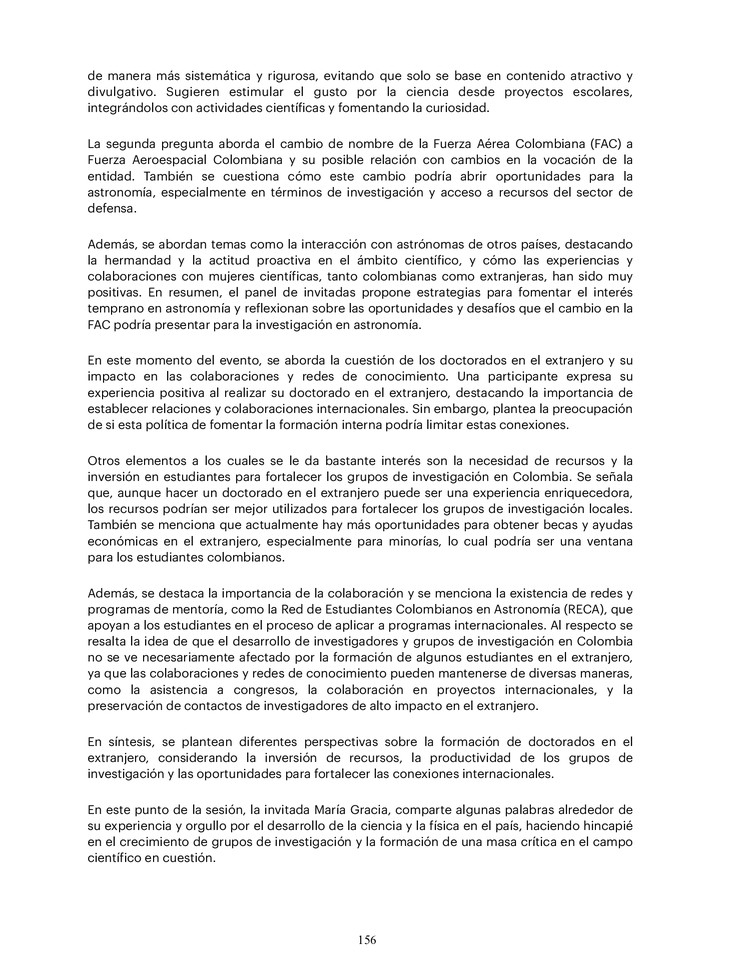 de manera más sistemática y rigurosa, evitando que solo se base en contenido atractivo y
divulgativo. Sugieren estimular el gusto por la ciencia desde proyectos escolares,
integrándolos con actividades científicas y fomentando la curiosidad.
La segunda pregunta aborda el cambio de nombre de la Fuerza Aérea Colombiana (FAC) a
Fuerza Aeroespacial Colombiana y su posible relación con cambios en la vocación de la
entidad. También se cuestiona cómo este cambio podría abrir oportunidades para la
astronomía, especialmente en términos de investigación y acceso a recursos del sector de
defensa.
Además, se abordan temas como la interacción con astrónomas de otros países, destacando
la hermandad y la actitud proactiva en el ámbito científico, y cómo las experiencias y
colaboraciones con mujeres científicas, tanto colombianas como extranjeras, han sido muy
positivas. En resumen, el panel de invitadas propone estrategias para fomentar el interés
temprano en astronomía y reflexionan sobre las oportunidades y desafíos que el cambio en la
FAC podría presentar para la investigación en astronomía.
En este momento del evento, se aborda la cuestión de los doctorados en el extranjero y su
impacto en las colaboraciones y redes de conocimiento. Una participante expresa su
experiencia positiva al realizar su doctorado en el extranjero, destacando la importancia de
establecer relaciones y colaboraciones internacionales. Sin embargo, plantea la preocupación
de si esta política de fomentar la formación interna podría limitar estas conexiones.
Otros elementos a los cuales se le da bastante interés son la necesidad de recursos y la
inversión en estudiantes para fortalecer los grupos de investigación en Colombia. Se señala
que, aunque hacer un doctorado en el extranjero puede ser una experiencia enriquecedora,
los recursos podrían ser mejor utilizados para fortalecer los grupos de investigación locales.
También se menciona que actualmente hay más oportunidades para obtener becas y ayudas
económicas en el extranjero, especialmente para minorías, lo cual podría ser una ventana
para los estudiantes colombianos.
Además, se destaca la importancia de la colaboración y se menciona la existencia de redes y
programas de mentoría, como la Red de Estudiantes Colombianos en Astronomía (RECA), que
apoyan a los estudiantes en el proceso de aplicar a programas internacionales. Al respecto se
resalta la idea de que el desarrollo de investigadores y grupos de investigación en Colombia
no se ve necesariamente afectado por la formación de algunos estudiantes en el extranjero,
ya que las colaboraciones y redes de conocimiento pueden mantenerse de diversas maneras,
como la asistencia a congresos, la colaboración en proyectos internacionales, y la
preservación de contactos de investigadores de alto impacto en el extranjero.
En síntesis, se plantean diferentes perspectivas sobre la formación de doctorados en el
extranjero, considerando la inversión de recursos, la productividad de los grupos de
investigación y las oportunidades para fortalecer las conexiones internacionales.
En este punto de la sesión, la invitada María Gracia, comparte algunas palabras alrededor de
su experiencia y orgullo por el desarrollo de la ciencia y la física en el país, haciendo hincapié
en el crecimiento de grupos de investigación y la formación de una masa crítica en el campo
científico en cuestión.
156